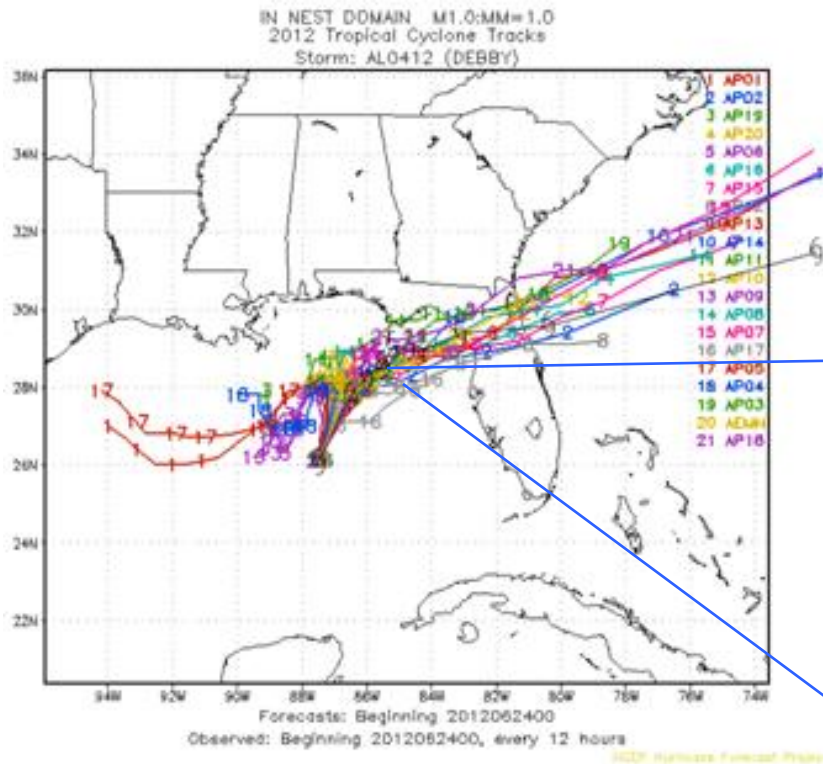 IN NEST DOMAIN M1.0:MM=1.0
2012 Tropical Cyclone Tracks
Storm: AL0412 (DEBBY)
38N
36N
34N
32N
30N
28N
26N
24N
22N
1 AP01
2 AP02
3 AP19
4 AP20
5 AP06
6 AP16
7 AP15
AP13
10 AP14
11 AP11
12 AP10
13 AP09
14 AP08
15 AP07
16 AP17
17 AP05
18 AP04
19 AP03
20 AEMN
21 AP18
94W 92W 90W 88W 86W 84W 82W 80W 78W 76W 74W
Forecasts: Beginning 2012062400
Observed: Beginning 2012062400, every 12 hours
Hurricane Forecast Project